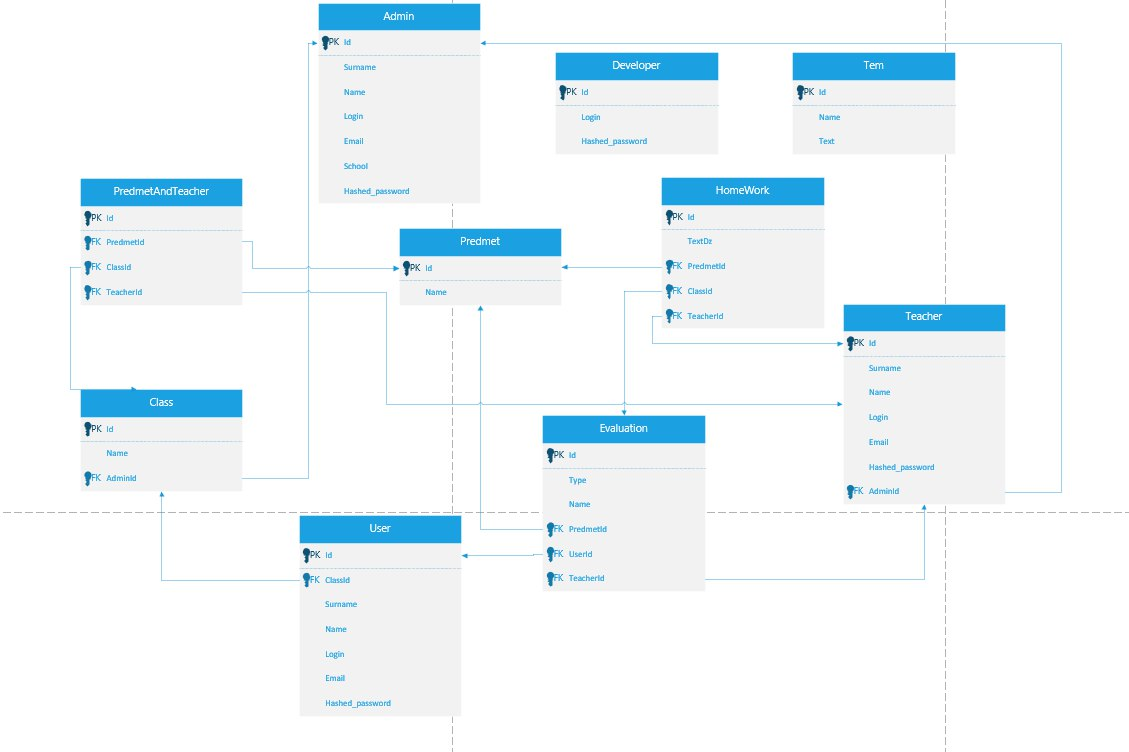 Admin
PK Id
Surname
Name
Login
Email
School
Hashed_password
Developer
PK Id
Login
Hashed_password
Tem
PK Id
Name
Text
PredmetAndTeacher
PK Id
FK PredmetId
FK ClassId
FK TeacherId
Predmet
PK Id
Name
HomeWork
PK Id
TextDz
FK PredmetId
FK ClassId
FK TeacherId
Teacher
PK Id
Surname
Name
Login
Email
Hashed_password
FK AdminId
Class
PK Id
Name
FK AdminId
Evaluation
PK Id
Type
Name
FK PredmetId
FK UserId
FK TeacherId
User
PK Id
FK ClassId
Surname
Name
Login
Email
Hashed_password